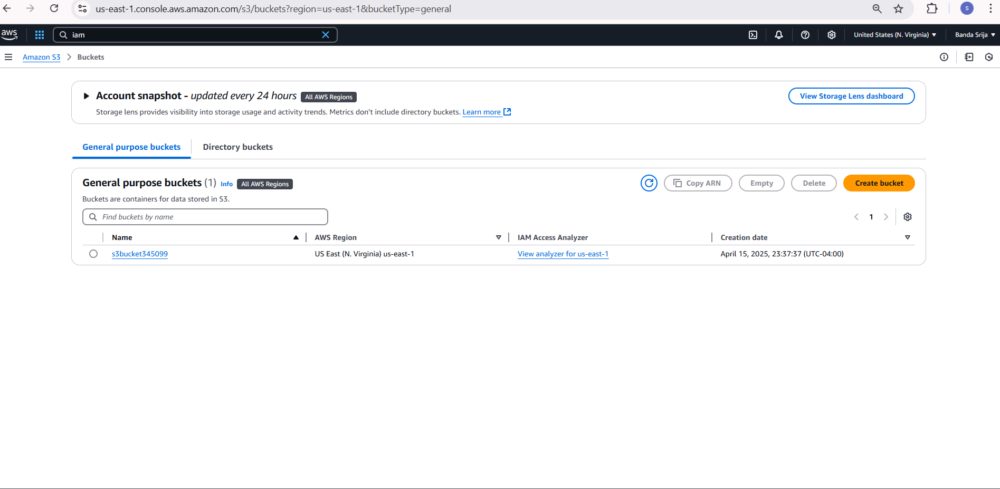 us-east-1.console.aws.amazon.com/s3/buckets?region=us-east-1&bucketType=general
S
aws
iam
United States (N. Virginia)
Banda Srija
Amazon S3
Buckets
Account snapshot - updated every 24 hours All AWS Regions
View Storage Lens dashboard
Storage lens provides visibility into storage usage and activity trends. Metrics don't include directory buckets. Learn more
General purpose buckets
Directory buckets
General purpose buckets (1) Info All AWS Regions
Copy ARN
Empty
Delete
Create bucket
Buckets are containers for data stored in S3.
Find buckets by name
1
Name
AWS Region
IAM Access Analyzer
Creation date
s3bucket345099
US East (N. Virginia) us-east-1
View analyzer for us-east-1
April 15, 2025, 23:37:37 (UTC-04:00)